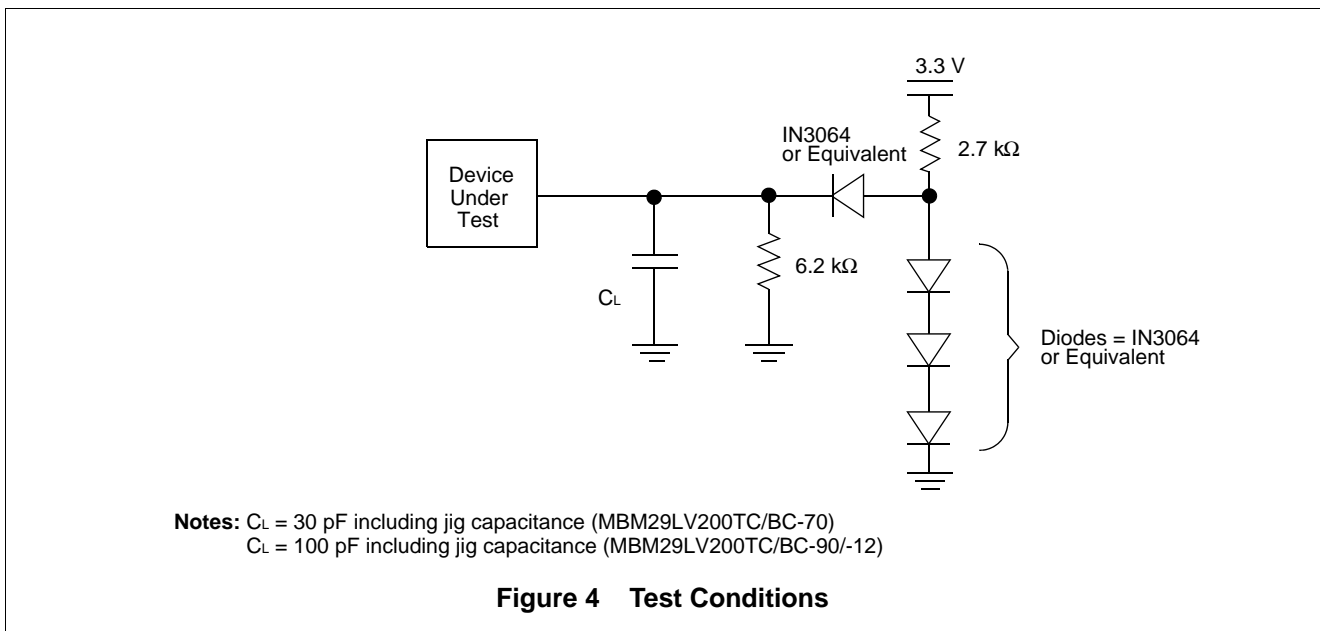 3.3 V
IN3064
or Equivalent
2.7 kΩ
Device
Under
Test
6.2 kΩ
CL
Diodes = IN3064
or Equivalent
Notes: CL = 30 pF including jig capacitance (MBM29LV200TC/BC-70)
CL = 100 pF including jig capacitance (MBM29LV200TC/BC-90/-12)
Figure 4 Test Conditions